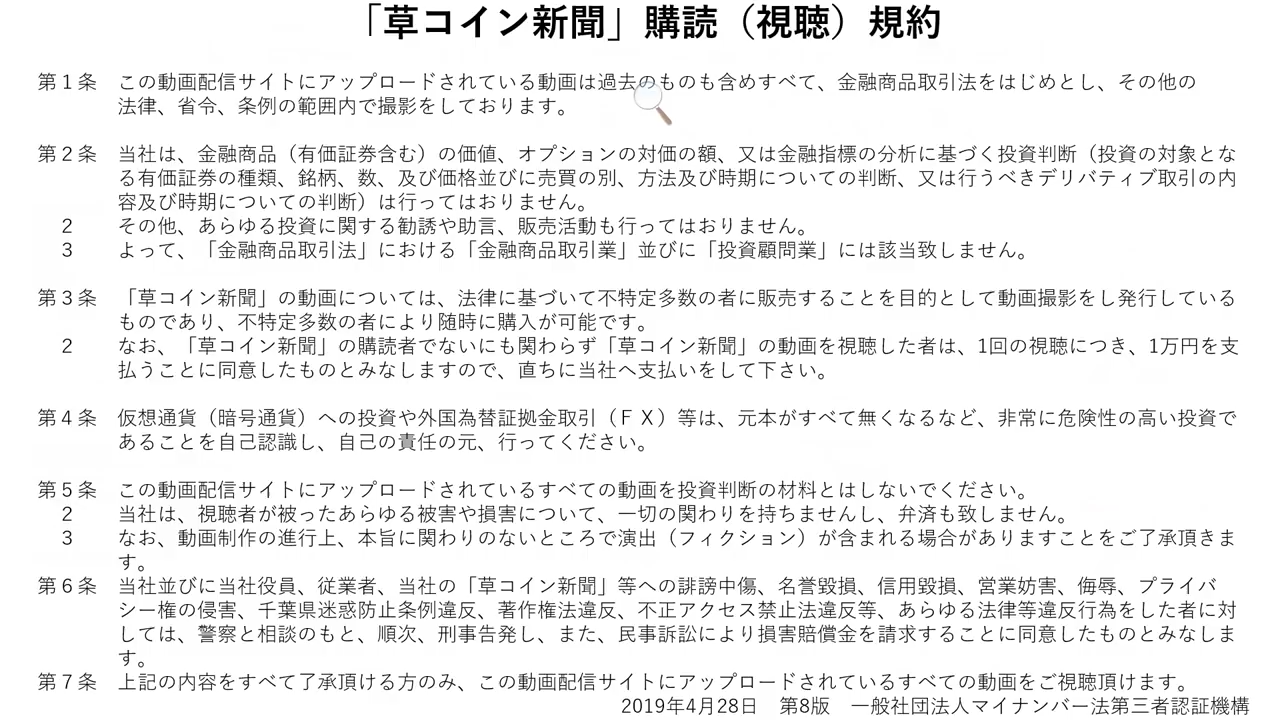 「草コイン新聞」購読（視聴）規約
第１条　この動画配信サイトにアップロードされている動画は過去のものも含めすべて、金融商品取引法をはじめとし、その他の
法律、省令、条例の範囲内で撮影をしております。
第２条　当社は、金融商品（有価証券含む）の価値、オプションの対価の額、又は金融指標の分析に基づく投資判断（投資の対象とな
る有価証券の種類、銘柄、数、及び価格並びに売買の別、方法及び時期についての判断、又は行うべきデリバティブ取引の内
容及び時期についての判断）は行ってはおりません。
２　その他、あらゆる投資に関する勧誘や助言、販売活動も行ってはおりません。
３　よって、「金融商品取引法」における「金融商品取引業」並びに「投資顧問業」には該当致しません。
第３条　「草コイン新聞」の動画については、法律に基づいて不特定多数の者に販売することを目的として動画撮影をし発行している
ものであり、不特定多数の者により随時に購入が可能です。
２　なお、「草コイン新聞」の購読者でないにも関わらず「草コイン新聞」の動画を視聴した者は、1回の視聴につき、1万円を支
払うことに同意したものとみなしますので、直ちに当社へ支払いをして下さい。
第４条　仮想通貨（暗号通貨）への投資や外国為替証拠金取引（ＦＸ）等は、元本がすべて無くなるなど、非常に危険性の高い投資で
あることを自己認識し、自己の責任の元、行ってください。
第５条　この動画配信サイトにアップロードされているすべての動画を投資判断の材料とはしないでください。
２　当社は、視聴者が被ったあらゆる被害や損害について、一切の関わりを持ちませんし、弁済も致しません。
３　なお、動画制作の進行上、本旨に関わりのないところで演出（フィクション）が含まれる場合がありますことをご了承頂きま
す。
第６条　当社並びに当社役員、従業者、当社の「草コイン新聞」等への誹謗中傷、名誉毀損、信用毀損、営業妨害、侮辱、プライバ
シー権の侵害、千葉県迷惑防止条例違反、著作権法違反、不正アクセス禁止法違反等、あらゆる法律等違反行為をした者に対
しては、警察と相談のもと、順次、刑事告発し、また、民事訴訟により損害賠償金を請求することに同意したものとみなしま
す。
第７条　上記の内容をすべて了承頂ける方のみ、この動画配信サイトにアップロードされているすべての動画をご視聴頂けます。
2019年4月28日　第8版　一般社団法人マイナンバー法第三者認証機構